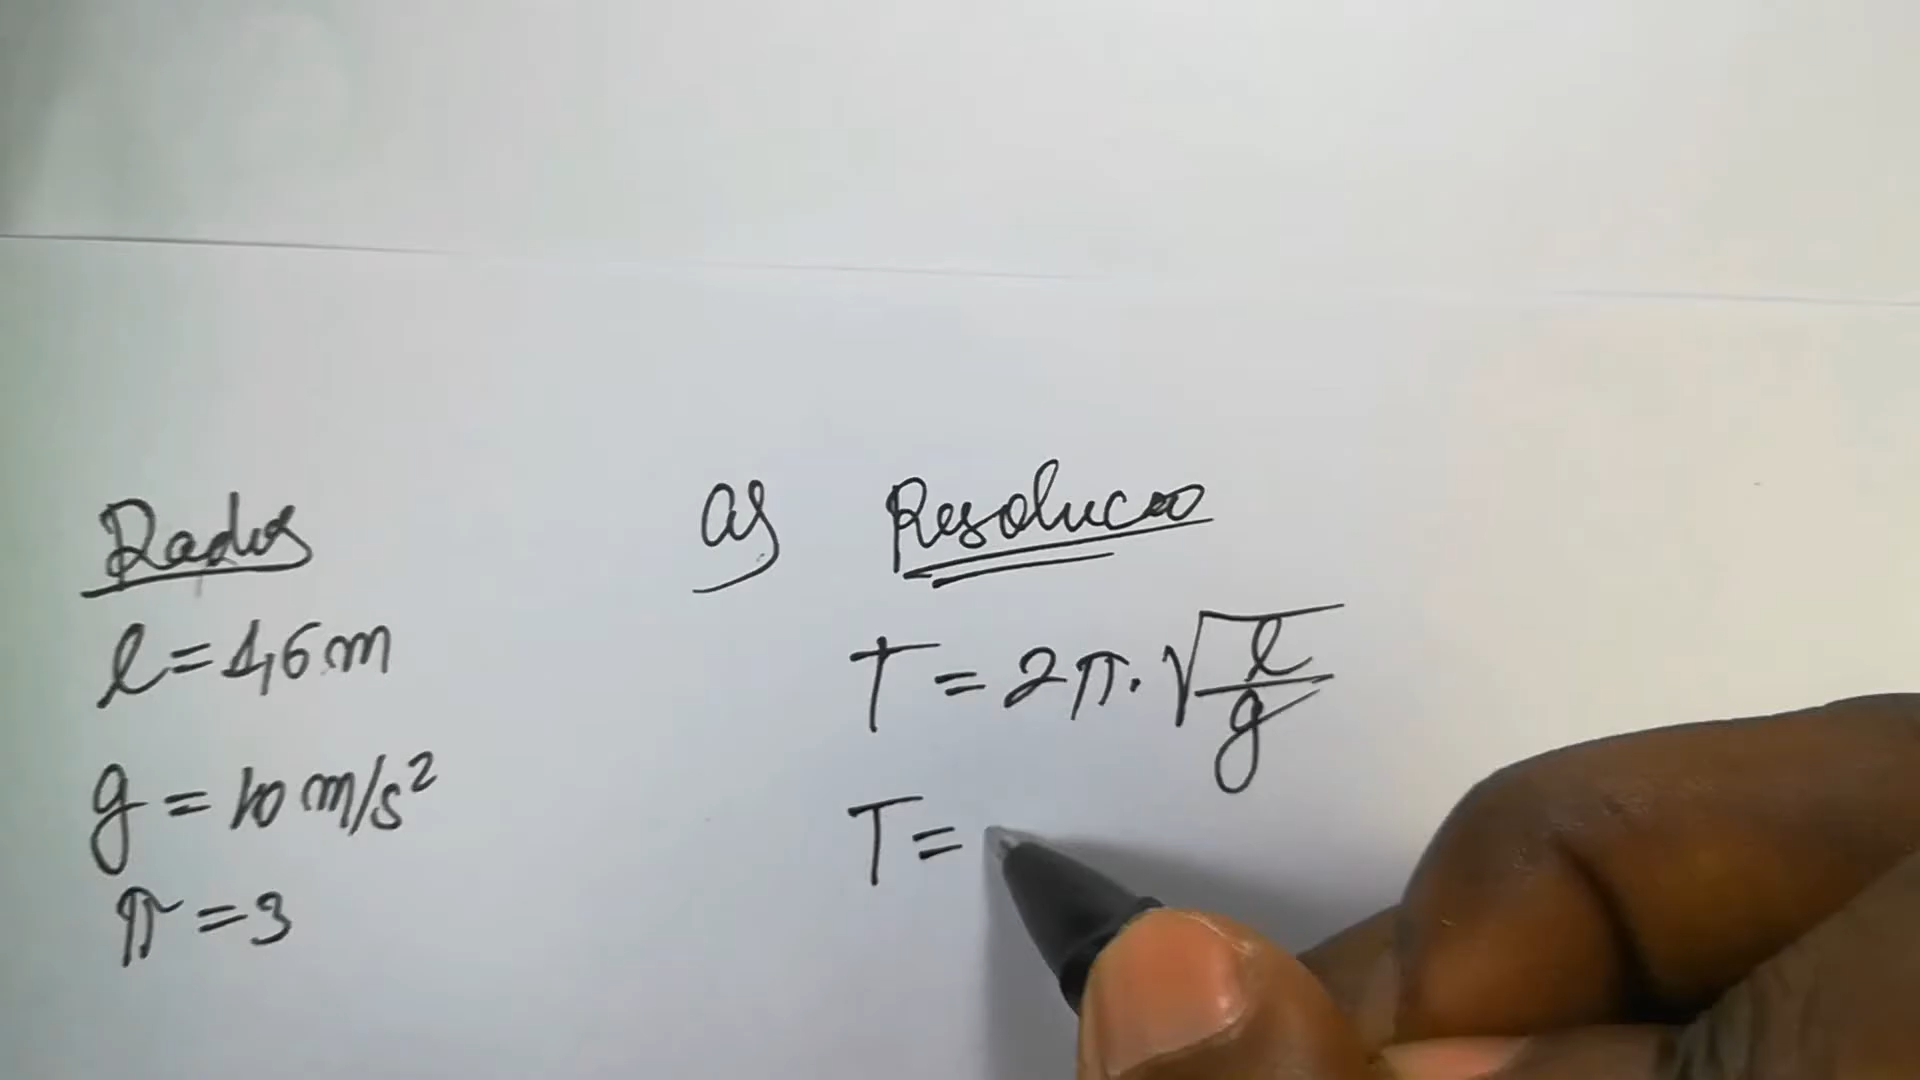 Dados
l = 1,6 m
g = 10 m/s²
π = 3
a) Resolucao
T = 2π. √l/g
T =